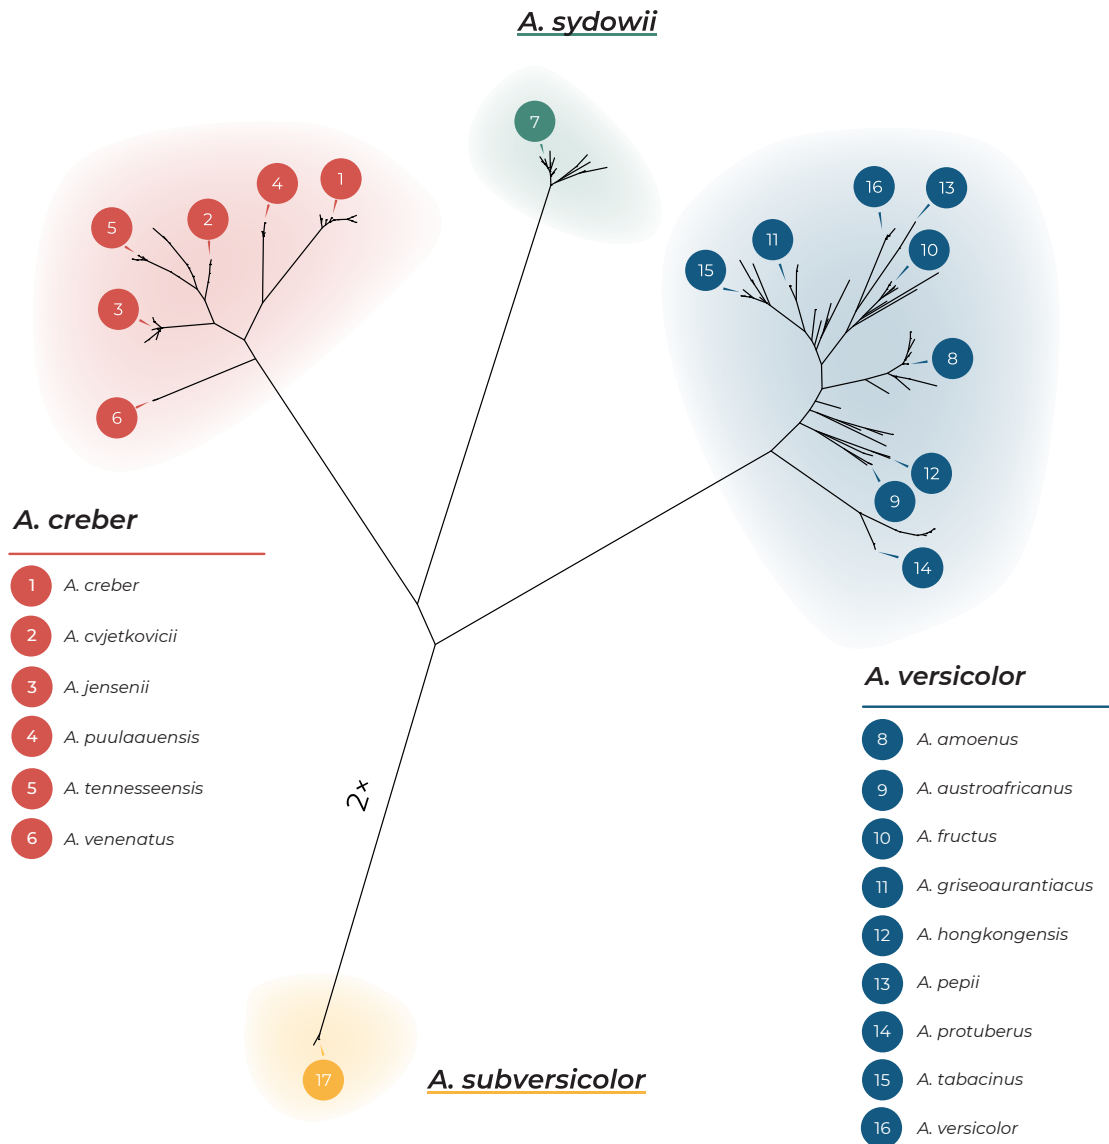 A. sydowii
7
4
1
16
13
2
5
11
10
15
3
8
6
12
9
A. creber
14
1 A. creber
2 A. cvjetkovicii
3 A. jensenii
A. versicolor
4 A. puulaauensis
8 A. amoenus
5 A. tennesseensis
9 A. austroafricanus
2×
6 A. venenatus
10 A. fructus
11 A. griseoaurantiacus
12 A. hongkongensis
13 A. pepii
14 A. protuberus
17
A. subversicolor
15 A. tabacinus
16 A. versicolor